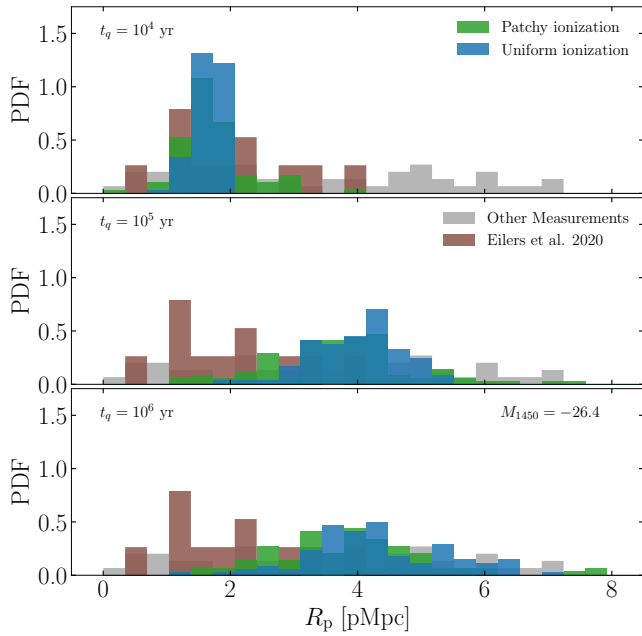 1.5
1.0
0.5
0.0
PDF
t_q = 10^4 yr
Patchy ionization
Uniform ionization
1.5
1.0
0.5
0.0
PDF
t_q = 10^5 yr
Other Measurements
Eilers et al. 2020
1.5
1.0
0.5
0.0
PDF
t_q = 10^6 yr
M_1450 = −26.4
0 2 4 6 8
R_p [pMpc]